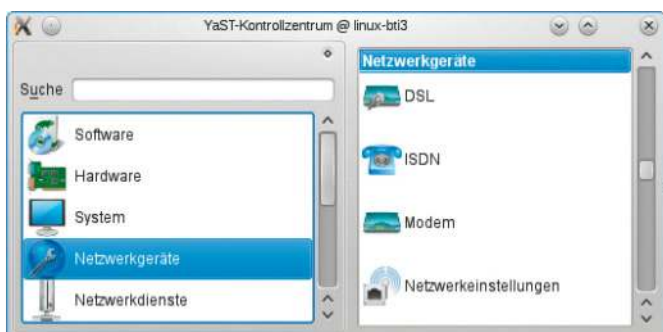 YaST-Kontrollzentrum @ linux-bti3
Suche
Software
Hardware
System
Netzwerkgeräte
Netzwerkdienste
Netzwerkgeräte
DSL
ISDN
Modem
Netzwerkeinstellungen